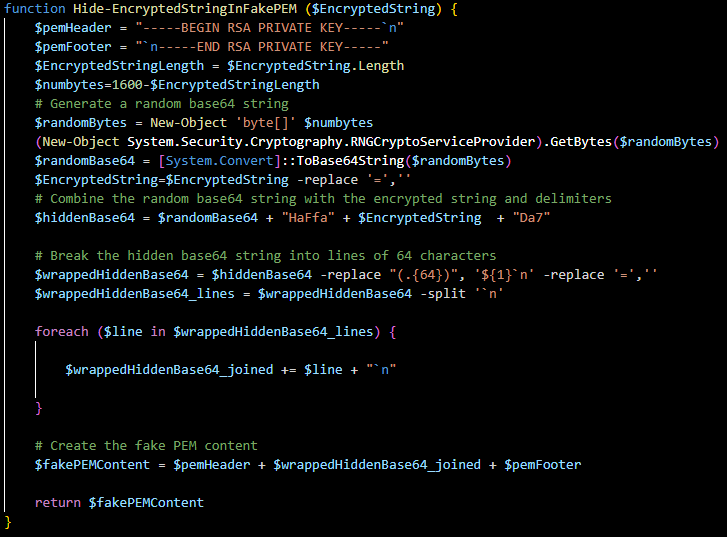 function Hide-EncryptedStringInFakePEM ($EncryptedString) {
$pemHeader = "-----BEGIN RSA PRIVATE KEY-----`n"
$pemFooter = "`n-----END RSA PRIVATE KEY-----"
$EncryptedStringLength = $EncryptedString.Length
$numbytes=1600-$EncryptedStringLength
# Generate a random base64 string
$randomBytes = New-Object 'byte[]' $numbytes
(New-Object System.Security.Cryptography.RNGCryptoServiceProvider).GetBytes($randomBytes)
$randomBase64 = [System.Convert]::ToBase64String($randomBytes)
$EncryptedString=$EncryptedString -replace '=',''
# Combine the random base64 string with the encrypted string and delimiters
$hiddenBase64 = $randomBase64 + "HaFfa" + $EncryptedString  + "Da7"
# Break the hidden base64 string into lines of 64 characters
$wrappedHiddenBase64 = $hiddenBase64 -replace "(.{64})", '${1}`n' -replace '=',''
$wrappedHiddenBase64_lines = $wrappedHiddenBase64 -split '`n'
foreach ($line in $wrappedHiddenBase64_lines) {
$wrappedHiddenBase64_joined += $line + "`n"
}
# Create the fake PEM content
$fakePEMContent = $pemHeader + $wrappedHiddenBase64_joined + $pemFooter
return $fakePEMContent
}